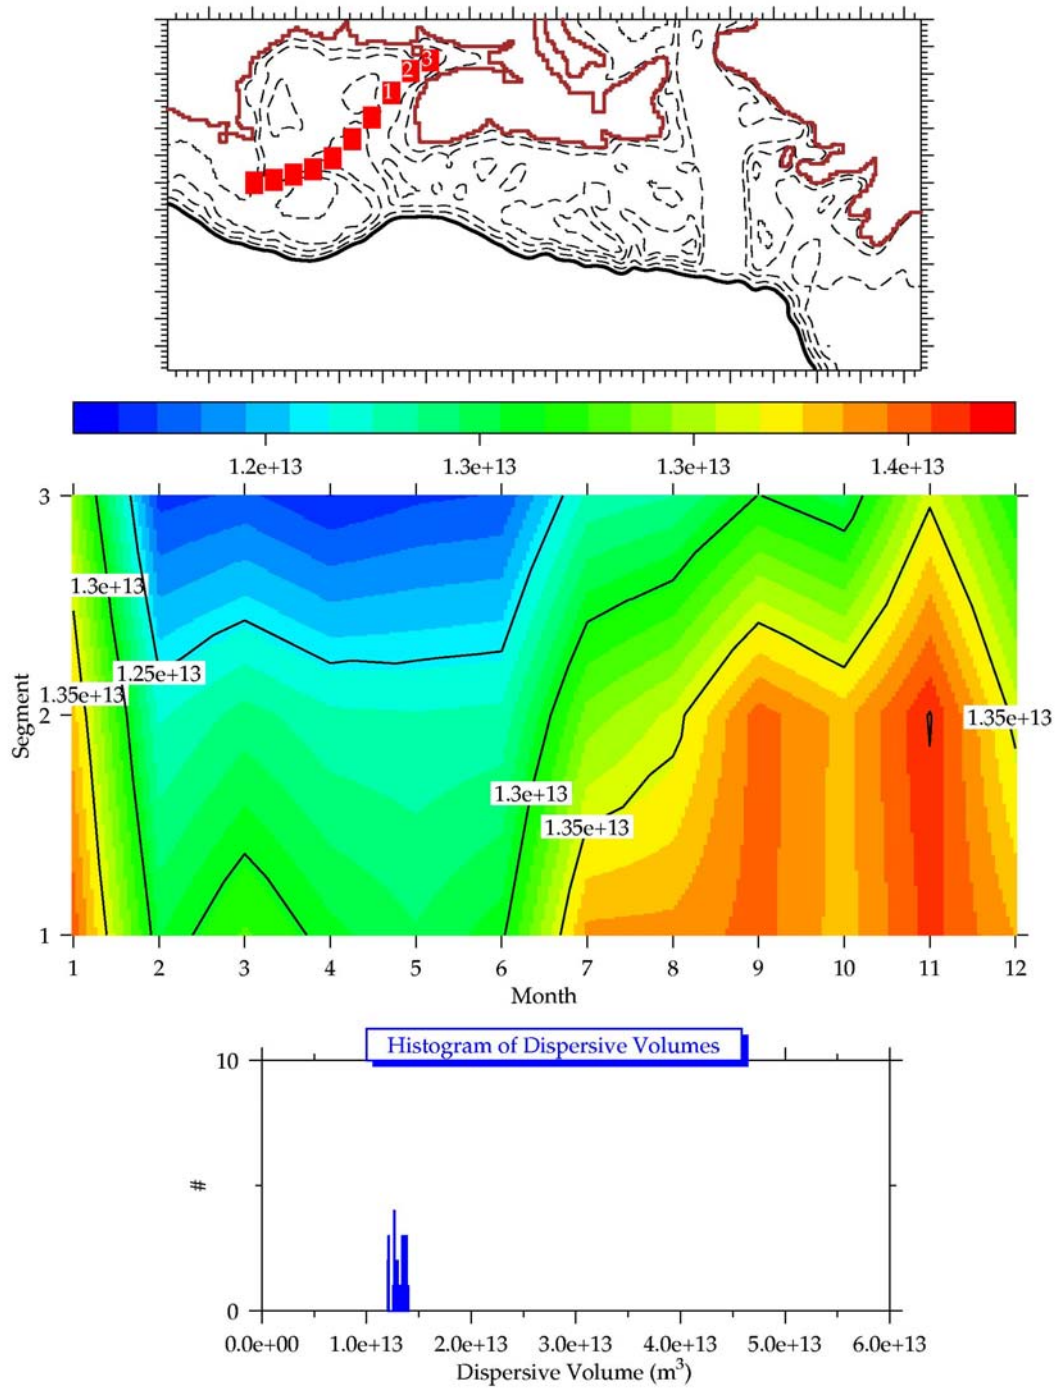 3
2
1
1.2e+13 1.3e+13 1.3e+13 1.4e+13
3
1.3e+13
1.25e+13
1.35e+13
2
1.35e+13
Segment
1.3e+13
1.35e+13
1
1 2 3 4 5 6 7 8 9 10 11 12
Month
Histogram of Dispersive Volumes
10
#
0
0.0e+00 1.0e+13 2.0e+13 3.0e+13 4.0e+13 5.0e+13 6.0e+13
Dispersive Volume (m³)